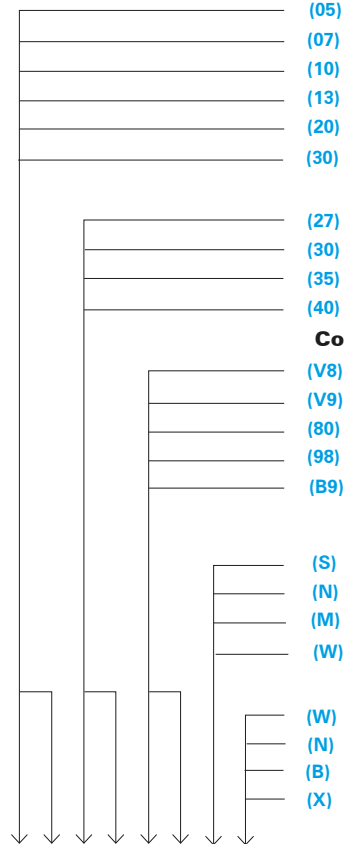 (05)
(07)
(10)
(13)
(20)
(30)
(27)
(30)
(35)
(40)
Co
(V8)
(V9)
(80)
(98)
(B9)
(S)
(N)
(M)
(W)
(W)
(N)
(B)
(X)